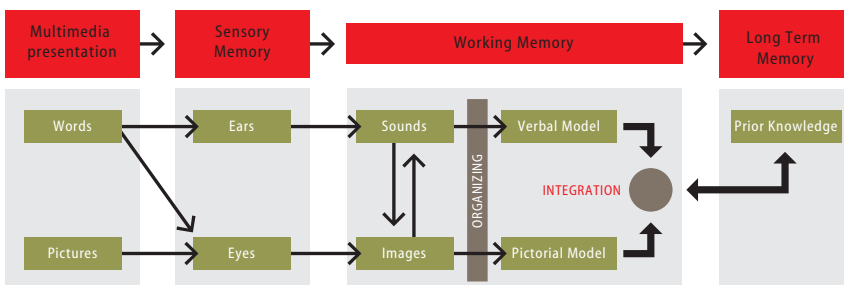 Multimedia
presentation
Sensory
Memory
Working Memory
Long Term
Memory
Words
Ears
Sounds
Verbal Model
Prior Knowledge
ORGANIZING
INTEGRATION
Pictures
Eyes
Images
Pictorial Model